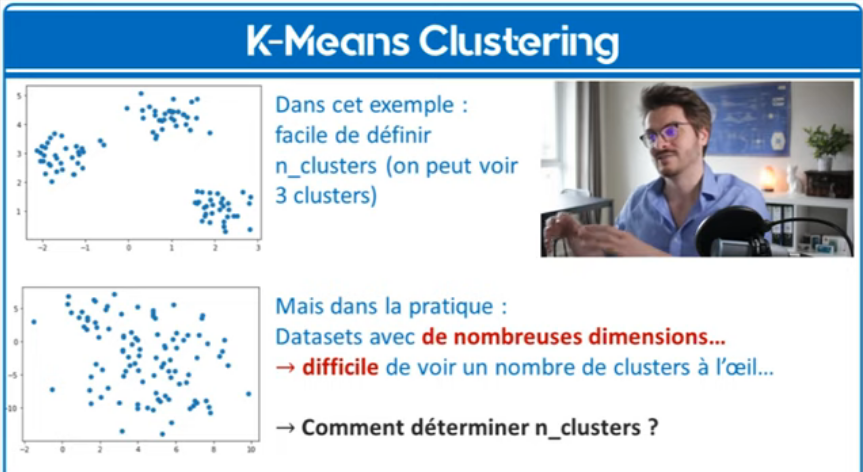 K-Means Clustering
Dans cet exemple :
facile de définir
n_clusters (on peut voir
3 clusters)
5
4
3
2
1
−2 −1 0 1 2 3
Mais dans la pratique :
Datasets avec de nombreuses dimensions...
→ difficile de voir un nombre de clusters à l'œil...
→ Comment déterminer n_clusters ?
5
0
−5
−10
−2 0 2 4 6 8 10